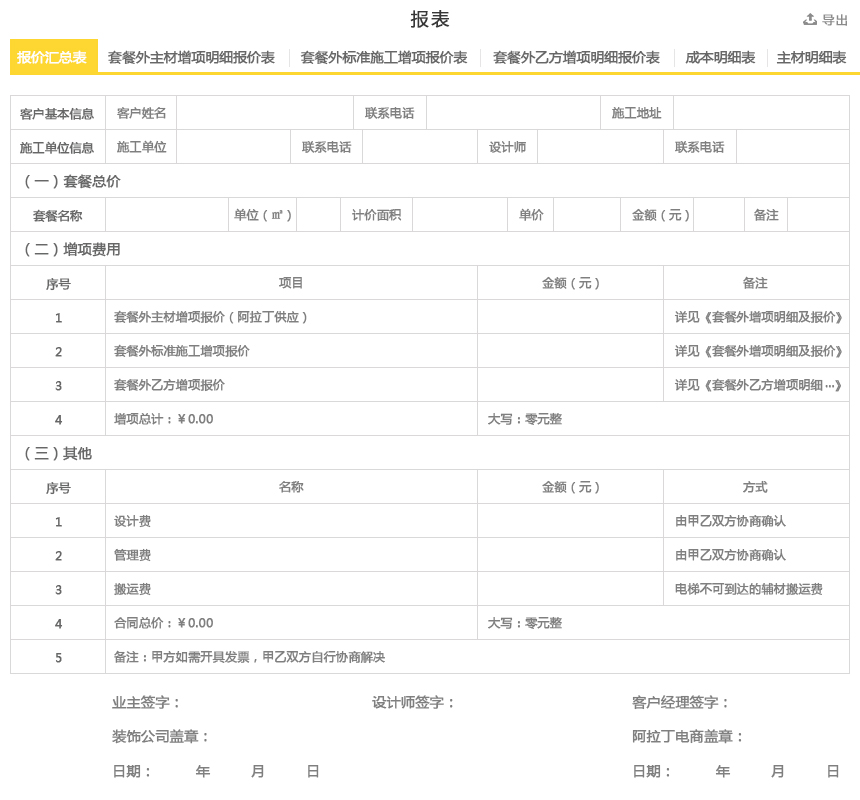 报表
导出
报价汇总表 套餐外主材增项明细报价表 套餐外标准施工增项报价表 套餐外乙方增项明细报价表 成本明细表 主材明细表
客户基本信息 客户姓名 联系电话 施工地址
施工单位信息 施工单位 联系电话 设计师 联系电话
（一）套餐总价
套餐名称 单位（㎡） 计价面积 单价 金额（元） 备注
（二）增项费用
序号 项目 金额（元） 备注
1 套餐外主材增项报价（阿拉丁供应） 详见《套餐外增项明细及报价》
2 套餐外标准施工增项报价 详见《套餐外增项明细及报价》
3 套餐外乙方增项报价 详见《套餐外乙方增项明细…》
4 增项总计：¥0.00 大写：零元整
（三）其他
序号 名称 金额（元） 方式
1 设计费 由甲乙双方协商确认
2 管理费 由甲乙双方协商确认
3 搬运费 电梯不可到达的辅材搬运费
4 合同总价：¥0.00 大写：零元整
5 备注：甲方如需开具发票，甲乙双方自行协商解决
业主签字： 设计师签字： 客户经理签字：
装饰公司盖章： 阿拉丁电商盖章：
日期： 年 月 日 日期： 年 月 日